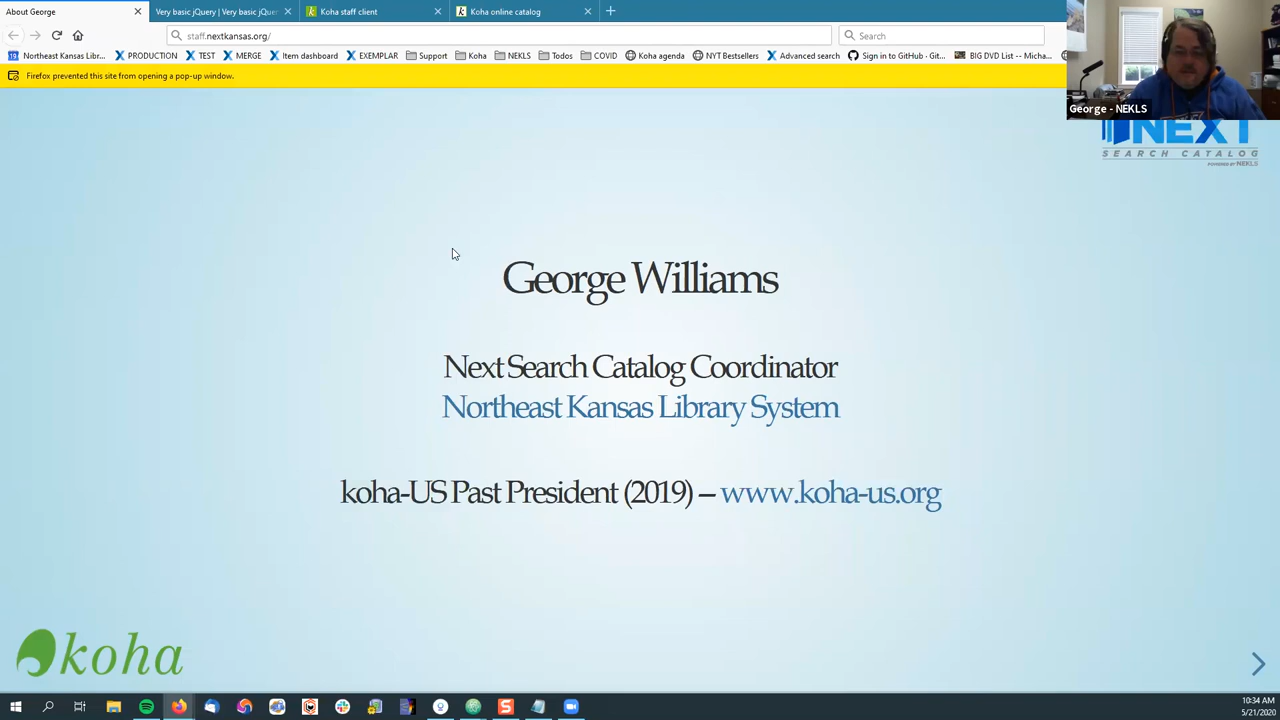 About George
Very basic jQuery | Very basic jQue
Koha staff client
Koha online catalog
staff.nextkansas.org/
Search
Northeast Kansas Libr...
PRODUCTION
TEST
MERGE
Item dashboard
EXEMPLAR
Support
Koha
NEKLS
Todos
COVID
Koha agenda
NYT Bestsellers
Advanced search
Sign in to GitHub · Git...
BIG DVD List -- Micha...
Firefox prevented this site from opening a pop-up window.
George - NEKLS
NEXT
SEARCH CATALOG
POWERED BY NEKLS
George Williams
Next Search Catalog Coordinator
Northeast Kansas Library System
koha-US Past President (2019) – www.koha-us.org
koha
10:34 AM
5/21/2020